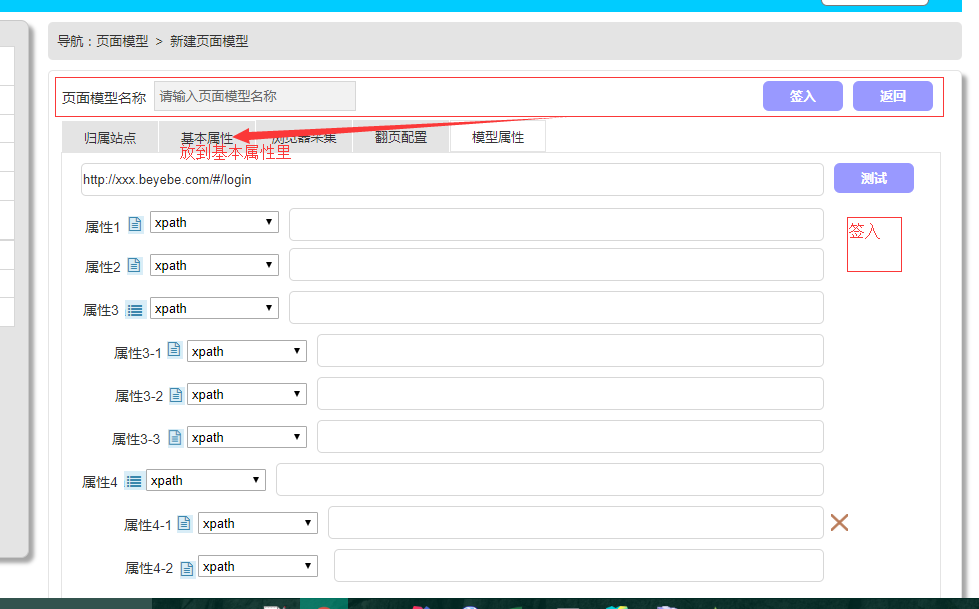 导航：页面模型 > 新建页面模型
页面模型名称 请输入页面模型名称 签入 返回
归属站点 基本属性 浏览器采集 翻页配置 模型属性
放到基本属性里
http://xxx.beyebe.com/#/login 测试
属性1 xpath
签入
属性2 xpath
属性3 xpath
属性3-1 xpath
属性3-2 xpath
属性3-3 xpath
属性4 xpath
属性4-1 xpath
属性4-2 xpath